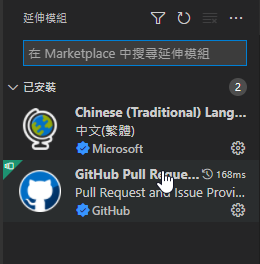 延伸模組
在 Marketplace 中搜尋延伸模組
已安裝
2
Chinese (Traditional) Lang...
中文(繁體)
Microsoft
GitHub Pull Reque... 168ms
Pull Request and Issue Provi...
GitHub